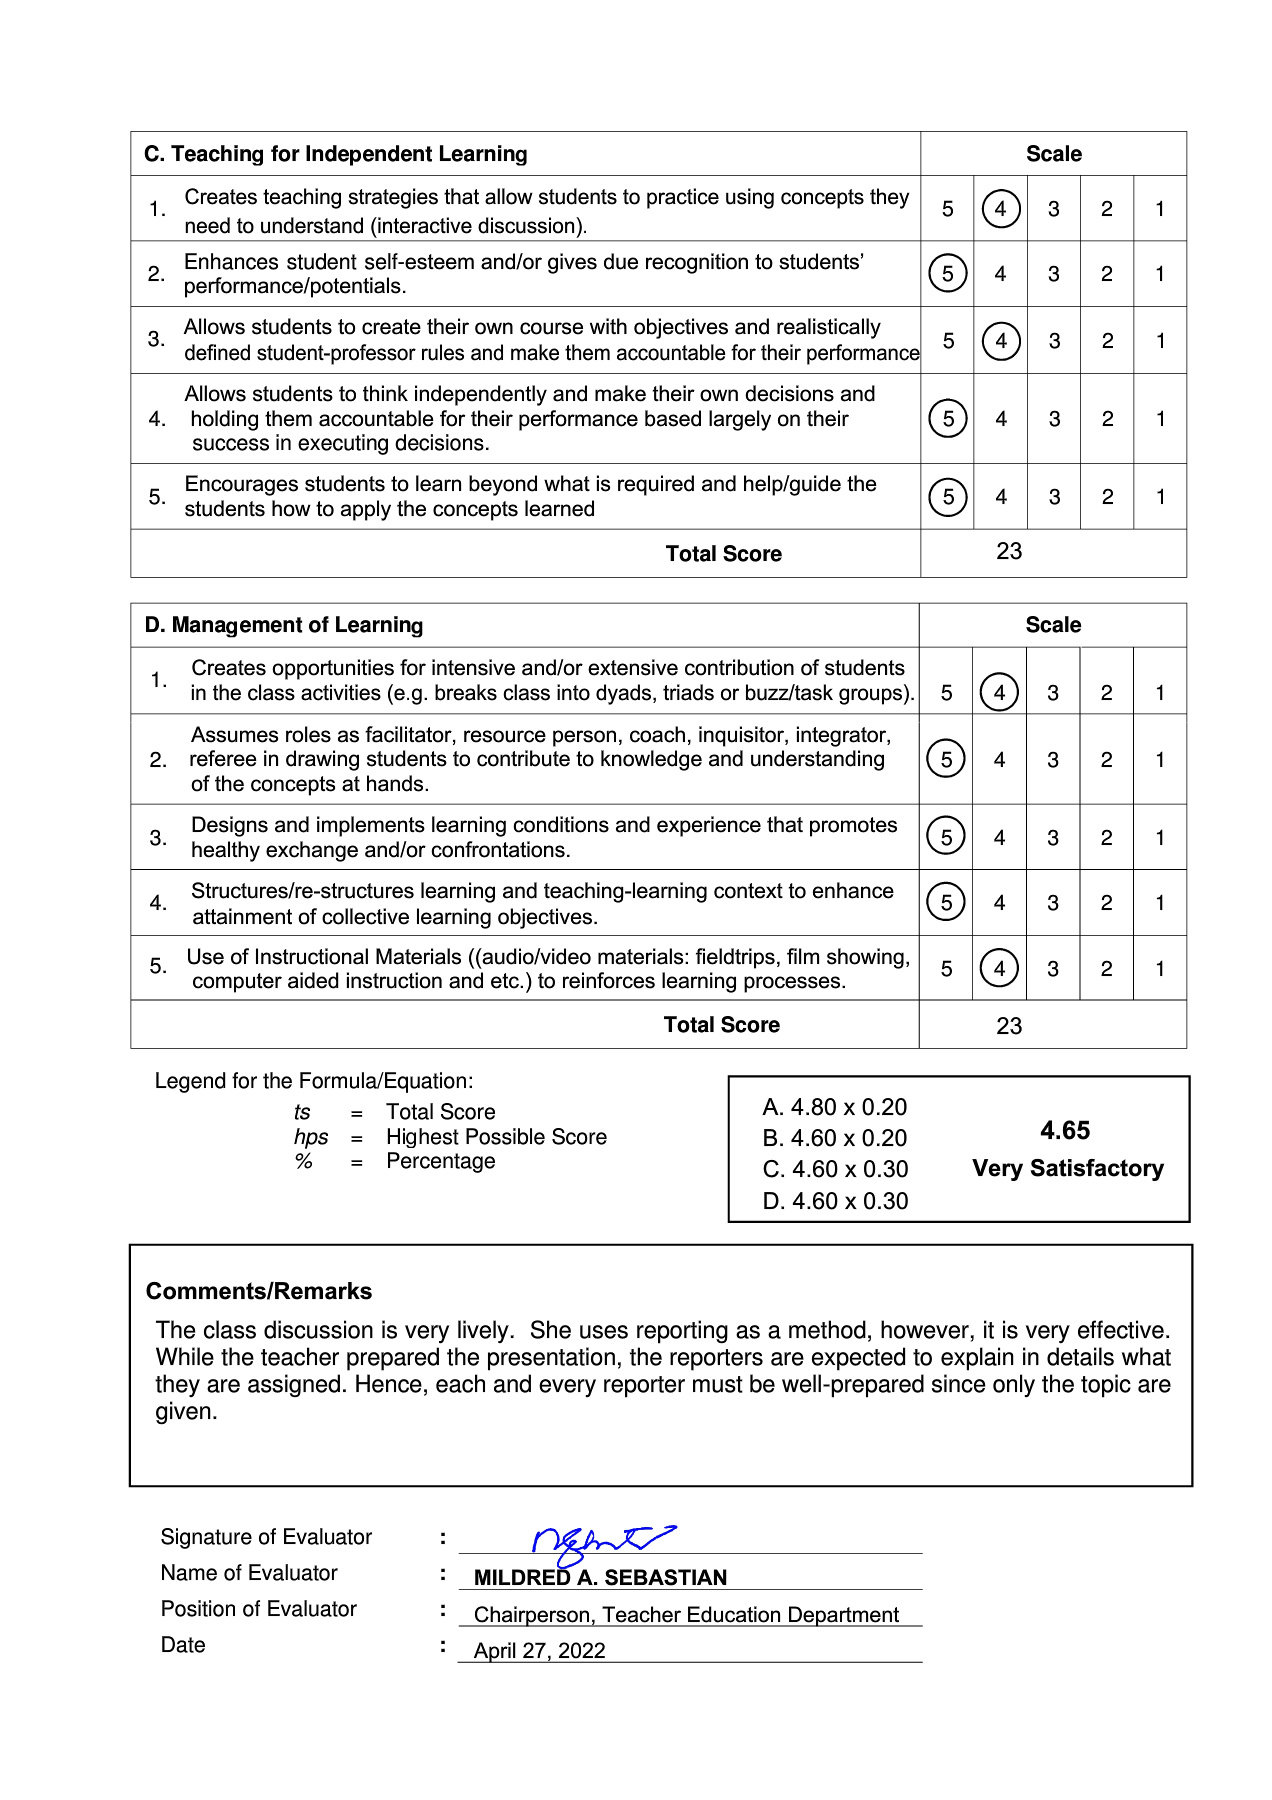 C. Teaching for Independent Learning Scale
1. Creates teaching strategies that allow students to practice using concepts they
need to understand (interactive discussion). 5 4 3 2 1
2. Enhances student self-esteem and/or gives due recognition to students’
performance/potentials. 5 4 3 2 1
3. Allows students to create their own course with objectives and realistically
defined student-professor rules and make them accountable for their performance 5 4 3 2 1
4. Allows students to think independently and make their own decisions and
holding them accountable for their performance based largely on their 5 4 3 2 1
success in executing decisions.
5. Encourages students to learn beyond what is required and help/guide the
students how to apply the concepts learned 5 4 3 2 1
Total Score 23
D. Management of Learning Scale
1. Creates opportunities for intensive and/or extensive contribution of students
in the class activities (e.g. breaks class into dyads, triads or buzz/task groups). 5 4 3 2 1
Assumes roles as facilitator, resource person, coach, inquisitor, integrator,
2. referee in drawing students to contribute to knowledge and understanding 5 4 3 2 1
of the concepts at hands.
3. Designs and implements learning conditions and experience that promotes
healthy exchange and/or confrontations. 5 4 3 2 1
4. Structures/re-structures learning and teaching-learning context to enhance
attainment of collective learning objectives. 5 4 3 2 1
5. Use of Instructional Materials ((audio/video materials: fieldtrips, film showing,
computer aided instruction and etc.) to reinforces learning processes. 5 4 3 2 1
Total Score 23
Legend for the Formula/Equation:
ts = Total Score
hps = Highest Possible Score
% = Percentage
A. 4.80 x 0.20
B. 4.60 x 0.20
C. 4.60 x 0.30
D. 4.60 x 0.30
4.65
Very Satisfactory
Comments/Remarks
The class discussion is very lively. She uses reporting as a method, however, it is very effective.
While the teacher prepared the presentation, the reporters are expected to explain in details what
they are assigned. Hence, each and every reporter must be well-prepared since only the topic are
given.
Signature of Evaluator :
Name of Evaluator : MILDRED A. SEBASTIAN
Position of Evaluator : Chairperson, Teacher Education Department
Date : April 27, 2022